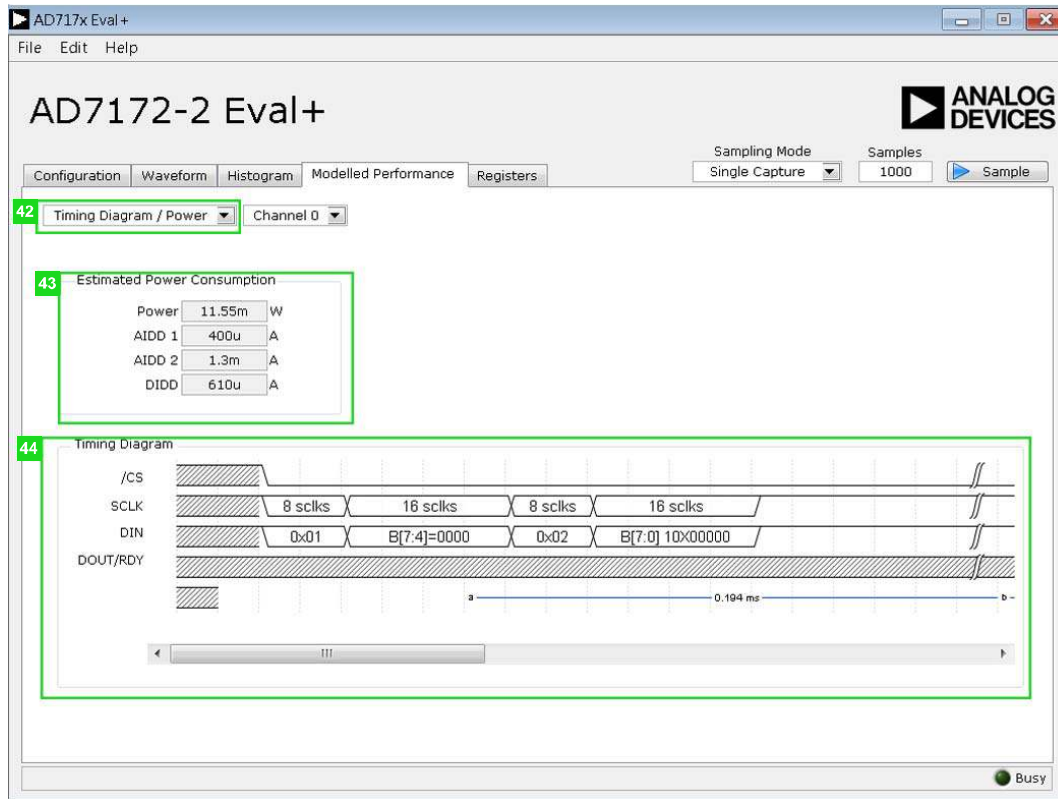 AD717x Eval+
File Edit Help
AD7172-2 Eval+
ANALOG
DEVICES
Sampling Mode
Samples
Configuration Waveform Histogram Modelled Performance Registers
Single Capture 1000 Sample
42 Timing Diagram / Power Channel 0
43 Estimated Power Consumption
Power 11.55m W
AIDD 1 400u A
AIDD 2 1.3m A
DIDD 610u A
44 Timing Diagram
/CS
SCLK 8 sclks 16 sclks 8 sclks 16 sclks
DIN 0x01 B[7:4]=0000 0x02 B[7:0] 10X00000
DOUT/RDY
a 0.194 ms b
Busy